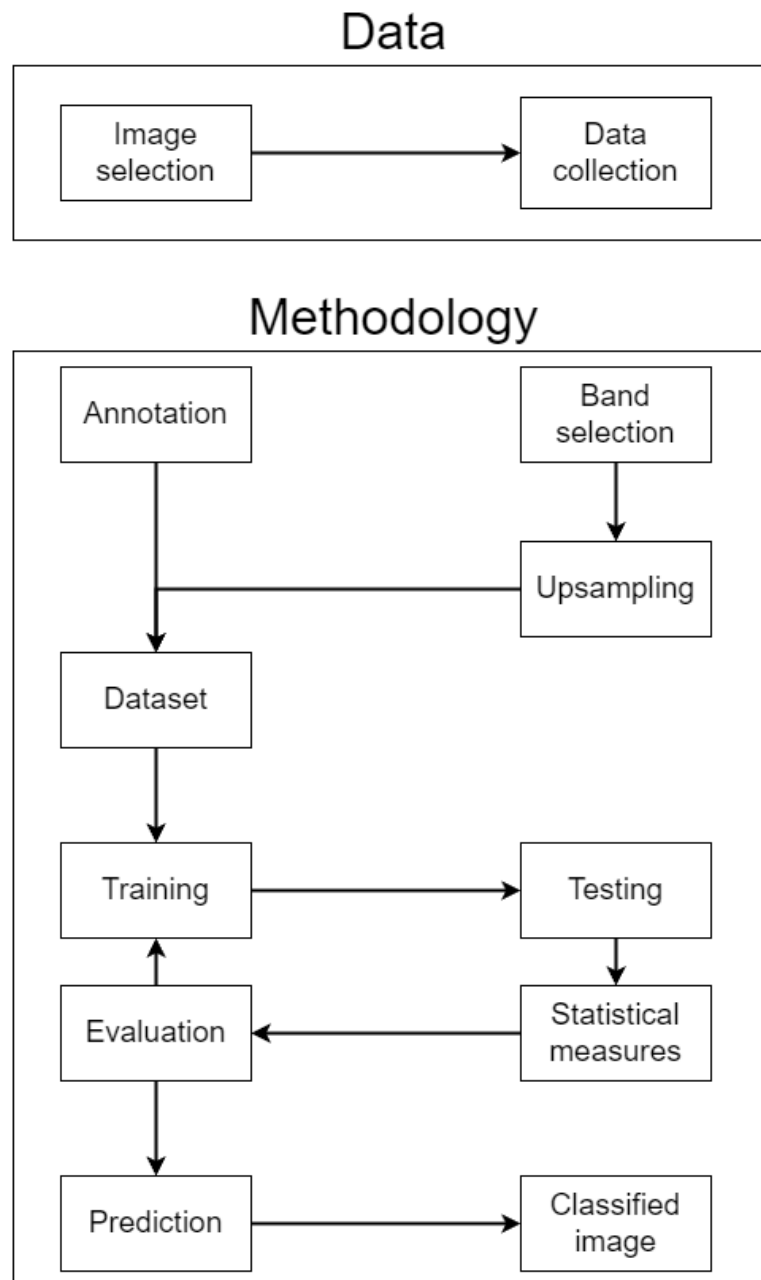 Data
Image
selection
Data
collection
Methodology
Annotation
Band
selection
Upsampling
Dataset
Training
Testing
Evaluation
Statistical
measures
Prediction
Classified
image